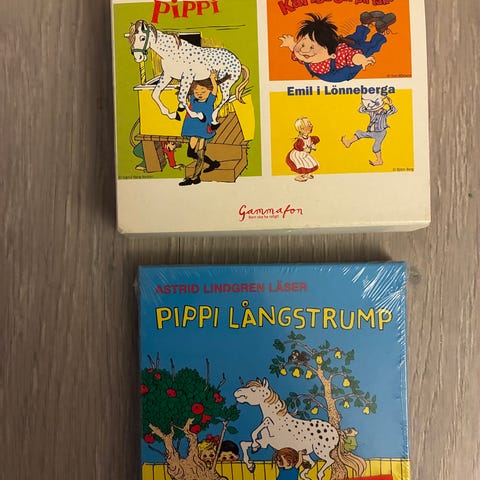 Pippi
Emil i Lönneberga
Gammafon
ASTRID LINDGREN LÄSER
PIPPI LÅNGSTRUMP